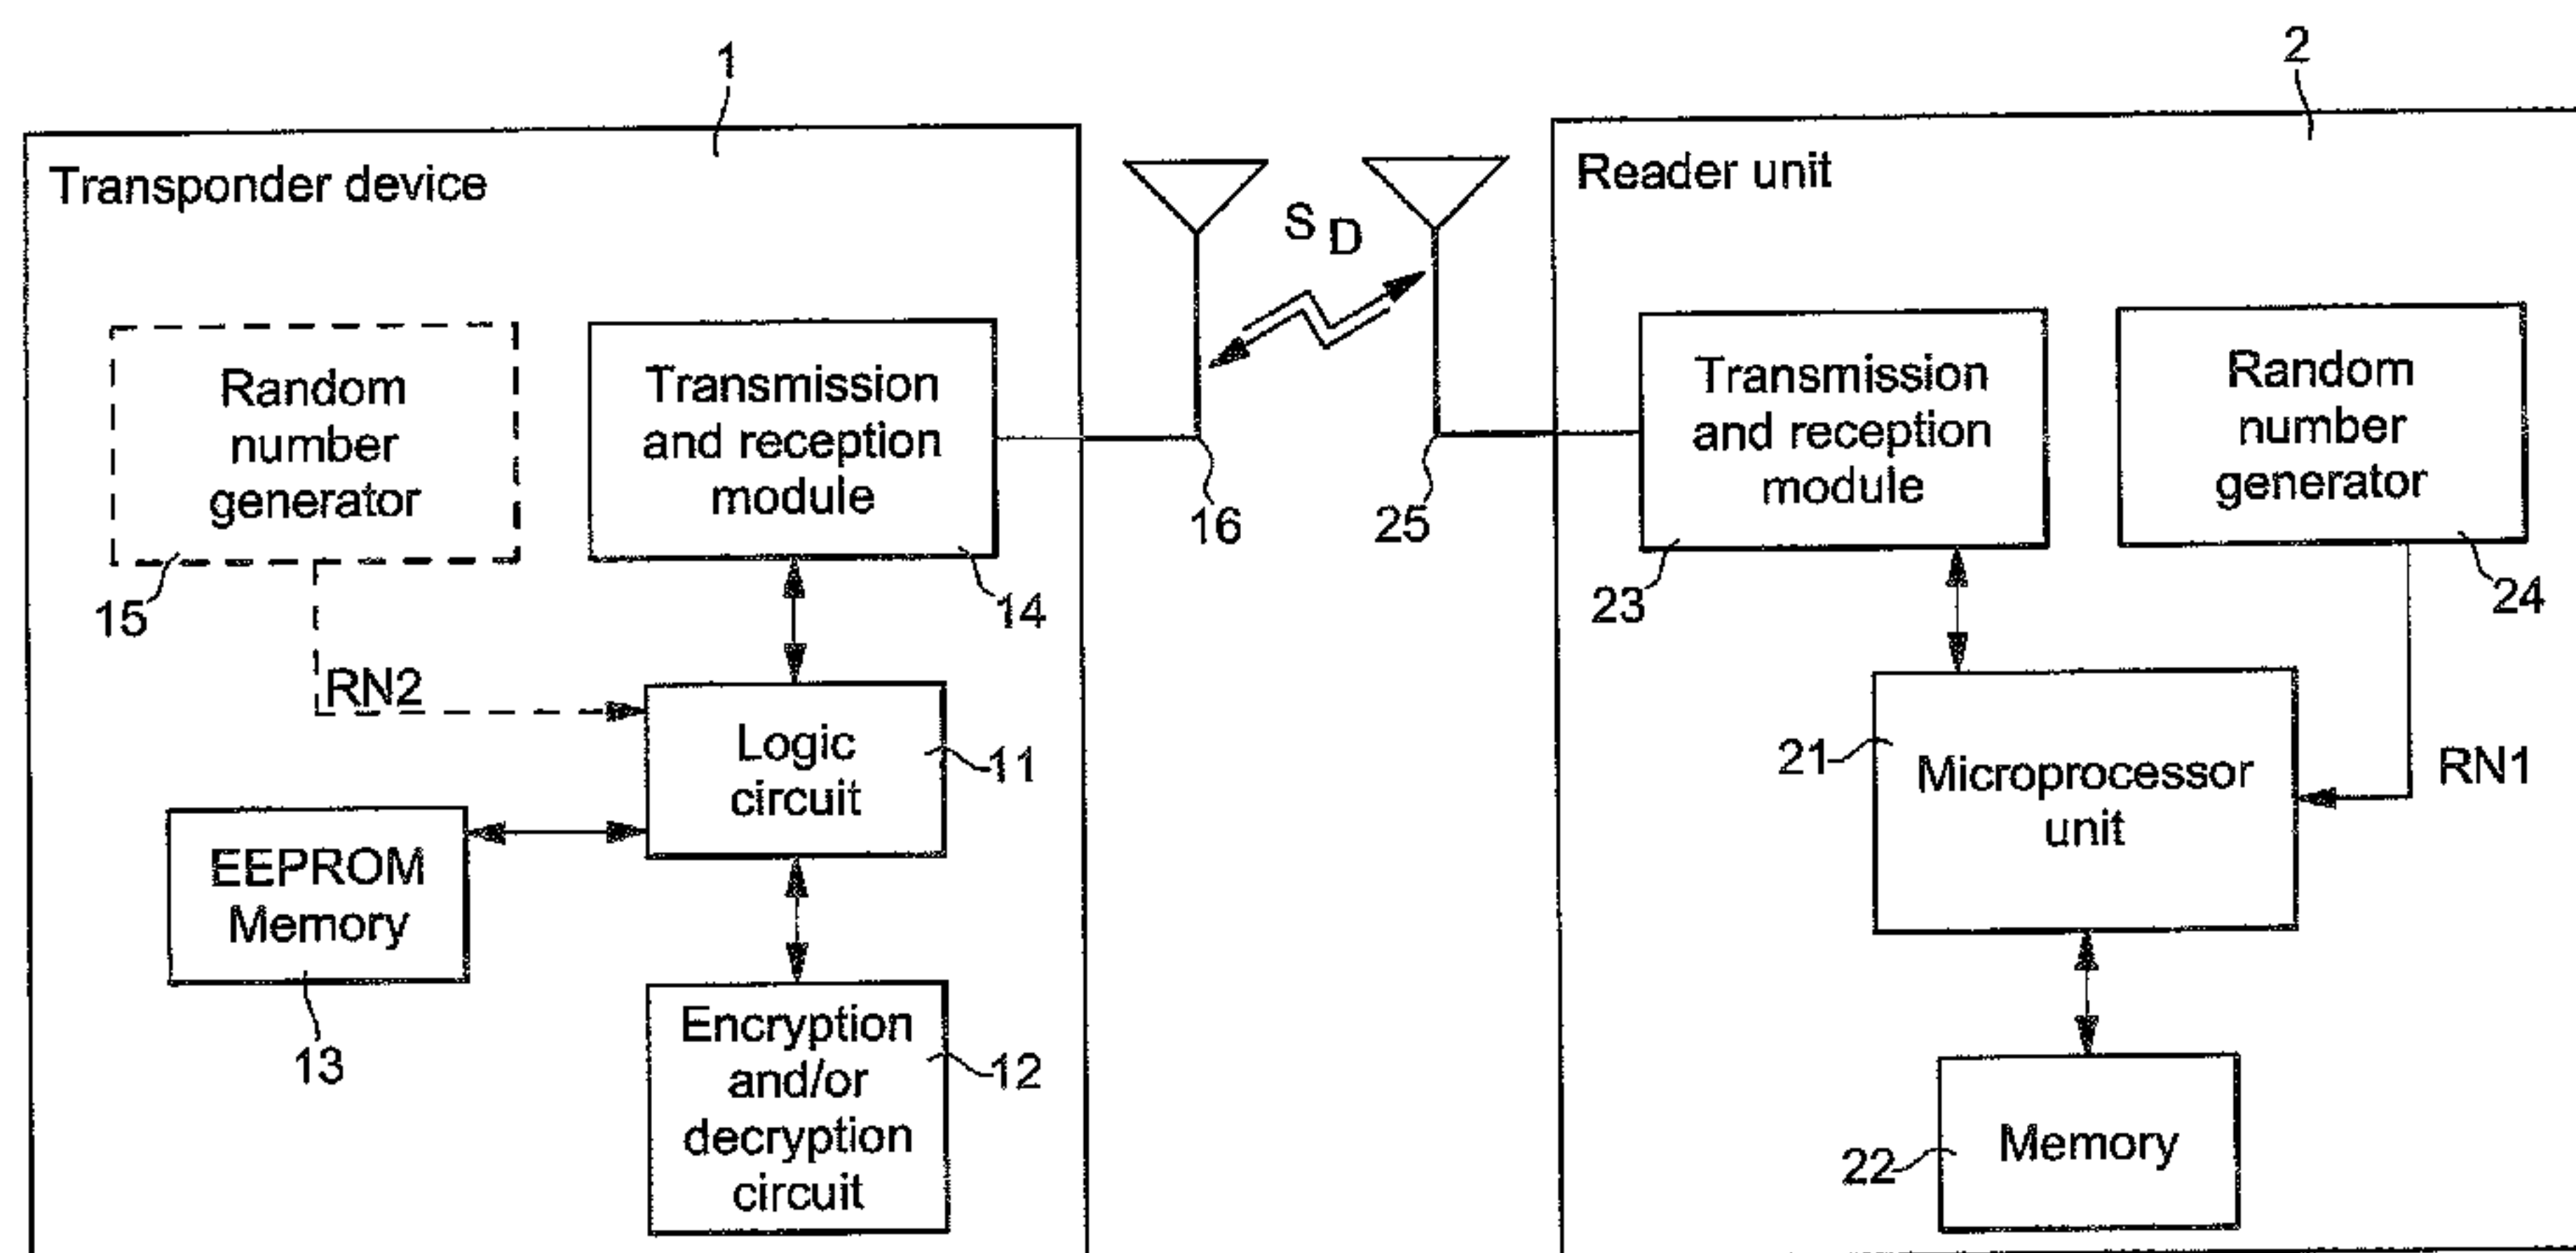 1
2
Transponder device
Reader unit
S D
Random
number
generator
Transmission
and reception
module
Transmission
and reception
module
Random
number
generator
15
14
16
25
23
24
RN2
RN1
Logic
circuit
11
21
Microprocessor
unit
EEPROM
Memory
13
Encryption
and/or
decryption
circuit
12
22
Memory